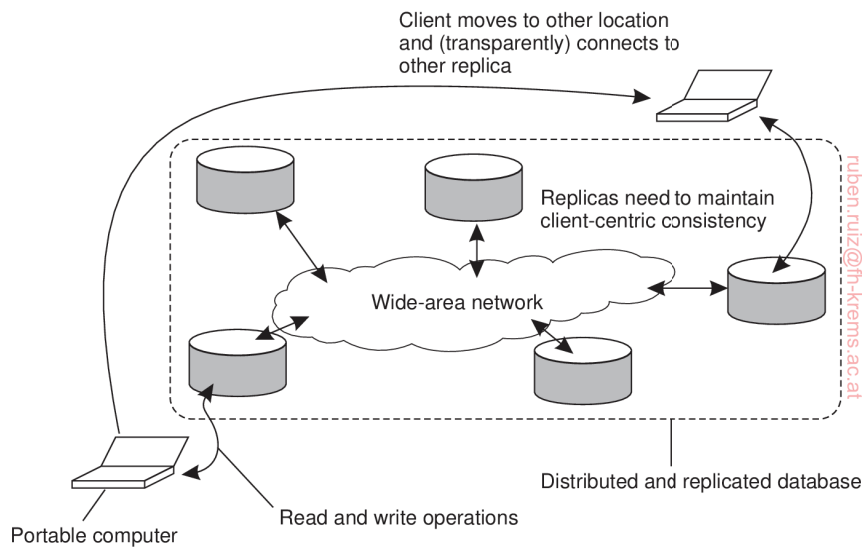 Client moves to other location
and (transparently) connects to
other replica
Replicas need to maintain
client-centric consistency
Wide-area network
Distributed and replicated database
Read and write operations
Portable computer
ruben.ruiz@fh-krems.ac.at